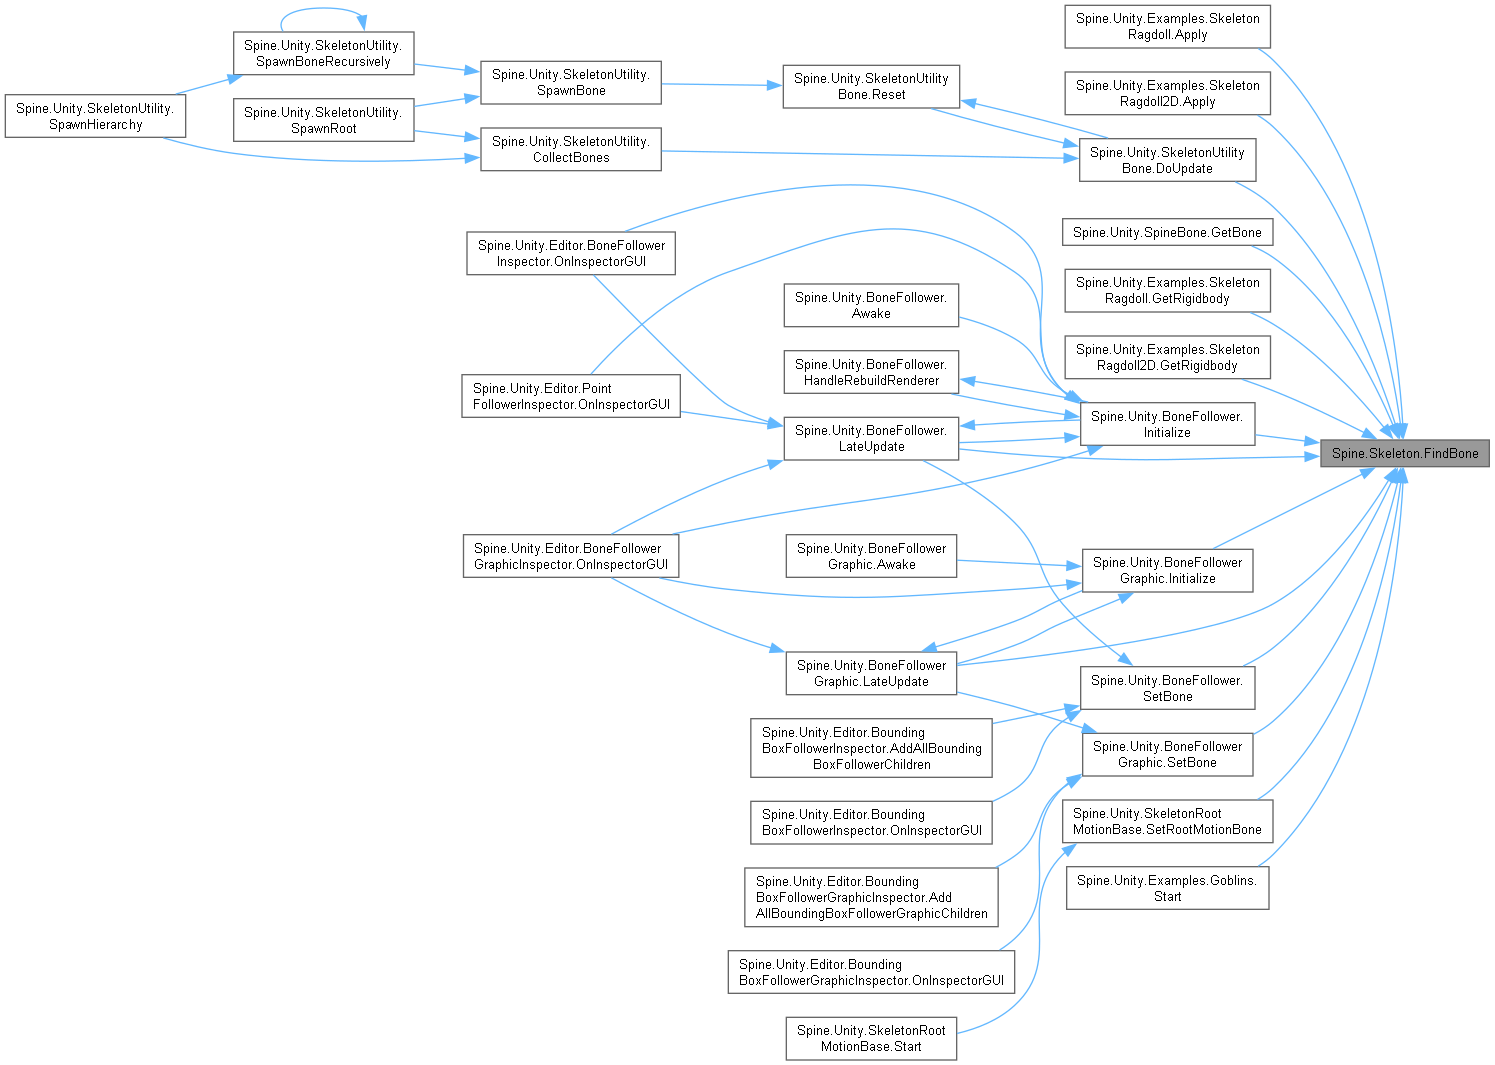 Spine.Unity.SkeletonUtility.
SpawnHierarchy
Spine.Unity.SkeletonUtility.
SpawnBoneRecursively
Spine.Unity.SkeletonUtility.
SpawnRoot
Spine.Unity.SkeletonUtility.
SpawnBone
Spine.Unity.SkeletonUtility.
CollectBones
Spine.Unity.Editor.BoneFollower
Inspector.OnInspectorGUI
Spine.Unity.Editor.Point
FollowerInspector.OnInspectorGUI
Spine.Unity.Editor.BoneFollower
GraphicInspector.OnInspectorGUI
Spine.Unity.SkeletonUtility
Bone.Reset
Spine.Unity.BoneFollower.
Awake
Spine.Unity.BoneFollower.
HandleRebuildRenderer
Spine.Unity.BoneFollower.
LateUpdate
Spine.Unity.BoneFollower
Graphic.Awake
Spine.Unity.BoneFollower
Graphic.LateUpdate
Spine.Unity.Editor.Bounding
BoxFollowerInspector.AddAllBounding
BoxFollowerChildren
Spine.Unity.Editor.Bounding
BoxFollowerInspector.OnInspectorGUI
Spine.Unity.Editor.Bounding
BoxFollowerGraphicInspector.Add
AllBoundingBoxFollowerGraphicChildren
Spine.Unity.Editor.Bounding
BoxFollowerGraphicInspector.OnInspectorGUI
Spine.Unity.SkeletonRoot
MotionBase.Start
Spine.Unity.Examples.Skeleton
Ragdoll.Apply
Spine.Unity.Examples.Skeleton
Ragdoll2D.Apply
Spine.Unity.SkeletonUtility
Bone.DoUpdate
Spine.Unity.SpineBone.GetBone
Spine.Unity.Examples.Skeleton
Ragdoll.GetRigidbody
Spine.Unity.Examples.Skeleton
Ragdoll2D.GetRigidbody
Spine.Unity.BoneFollower.
Initialize
Spine.Unity.BoneFollower
Graphic.Initialize
Spine.Unity.BoneFollower.
SetBone
Spine.Unity.BoneFollower
Graphic.SetBone
Spine.Unity.SkeletonRoot
MotionBase.SetRootMotionBone
Spine.Unity.Examples.Goblins.
Start
Spine.Skeleton.FindBone